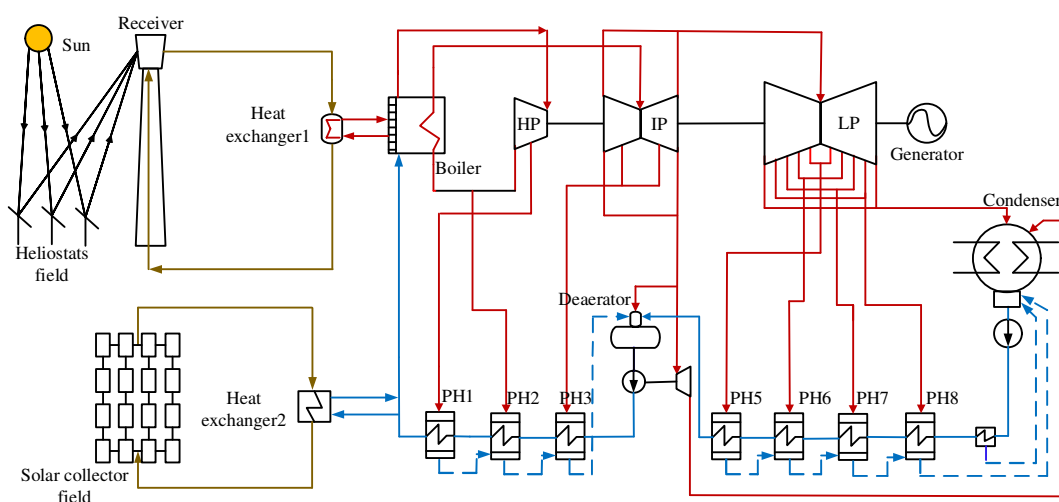 Receiver
Sun
Heat
exchanger1
HP
IP
LP
Boiler
Generator
Condenser
Heliostats
field
Deaerator
PH1
PH2
PH3
PH5
PH6
PH7
PH8
Heat
exchanger2
Solar collector
field